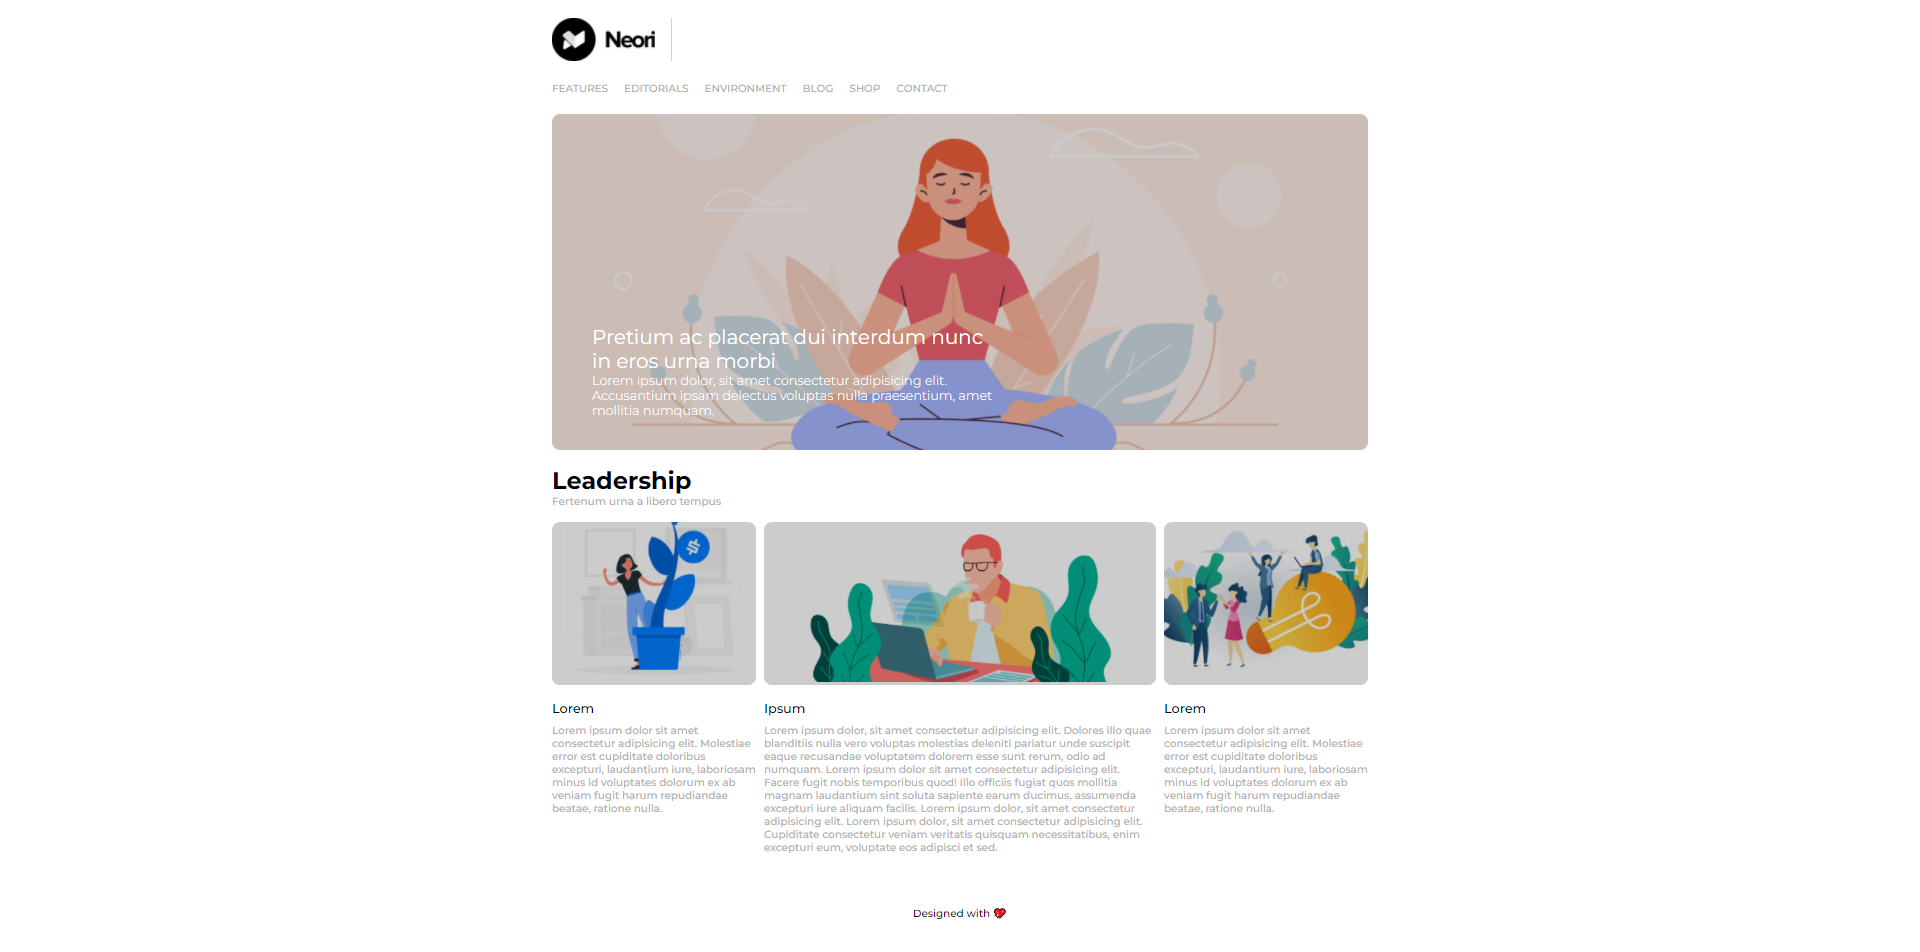 Neori
FEATURES EDITORIALS ENVIRONMENT BLOG SHOP CONTACT
Pretium ac placerat dui interdum nunc
in eros urna morbi
Lorem ipsum dolor, sit amet consectetur adipisicing elit.
Accusantium ipsam delectus voluptas nulla praesentium, amet
mollitia numquam.
Leadership
Fertenum urna a libero tempus
Lorem
Lorem ipsum dolor sit amet
consectetur adipisicing elit. Molestiae
error est cupiditate doloribus
excepturi, laudantium iure, laboriosam
minus id voluptates dolorum ex ab
veniam fugit harum repudiandae
beatae, ratione nulla.
Ipsum
Lorem ipsum dolor, sit amet consectetur adipisicing elit. Dolores illo quae
blanditiis nulla vero voluptas molestias deleniti pariatur unde suscipit
eaque recusandae voluptatem dolorem esse sunt rerum, odio ad
numquam. Lorem ipsum dolor sit amet consectetur adipisicing elit.
Facere fugit nobis temporibus quod! Illo officiis fugiat quos mollitia
magnam laudantium sint soluta sapiente earum ducimus, assumenda
excepturi iure aliquam facilis. Lorem ipsum dolor, sit amet consectetur
adipisicing elit. Lorem ipsum dolor, sit amet consectetur adipisicing elit.
Cupiditate consectetur veniam veritatis quisquam necessitatibus, enim
excepturi eum, voluptate eos adipisci et sed.
Lorem
Lorem ipsum dolor sit amet
consectetur adipisicing elit. Molestiae
error est cupiditate doloribus
excepturi, laudantium iure, laboriosam
minus id voluptates dolorum ex ab
veniam fugit harum repudiandae
beatae, ratione nulla.
Designed with